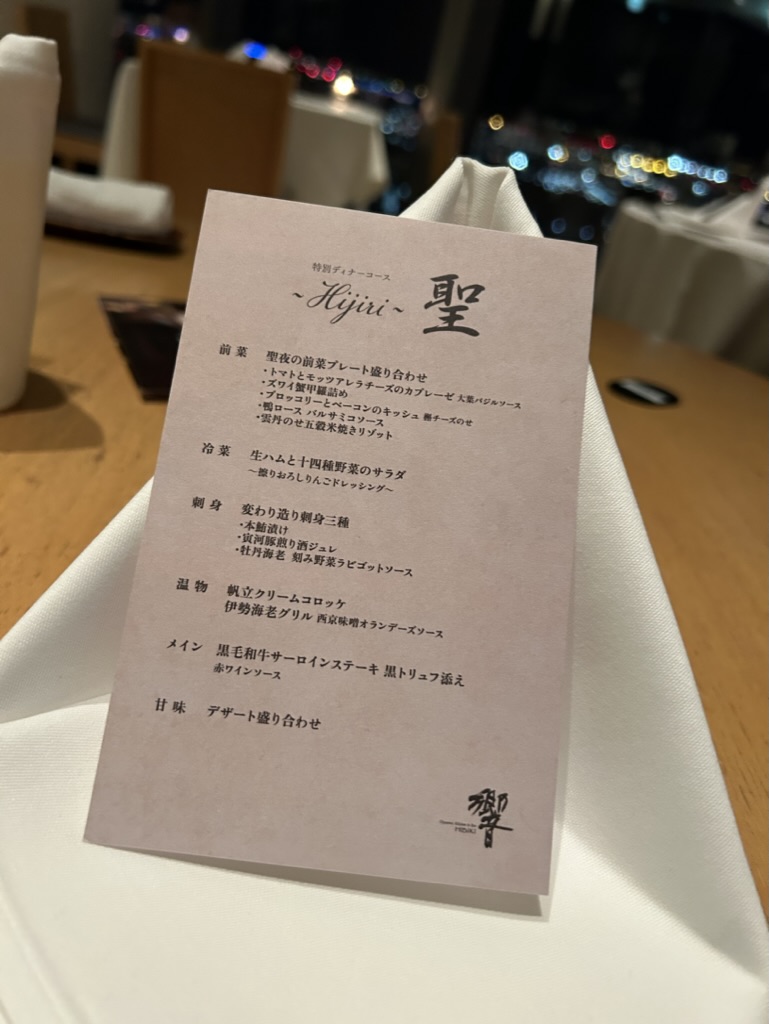 特別ディナーコース
~Hijiri~ 聖
前菜 聖夜の前菜プレート盛り合わせ
・トマトとモッツアレラチーズのカプレーゼ 大葉バジルソース
・ズワイ蟹甲羅詰め
・ブロッコリーとベーコンのキッシュ 棚チーズのせ
・鴨ロース バルサミコソース
・雲丹のせ五穀米焼きリゾット
冷菜 生ハムと十四種野菜のサラダ
～擦りおろしりんごドレッシング～
刺身 変わり造り刺身三種
・本鮪漬け
・寅河豚煎り酒ジュレ
・牡丹海老 刻み野菜ラビゴットソース
温物 帆立クリームコロッケ
伊勢海老グリル 西京味噌オランデーズソース
メイン 黒毛和牛サーロインステーキ 黒トリュフ添え
赤ワインソース
甘味 デザート盛り合わせ
響
HIBIKI